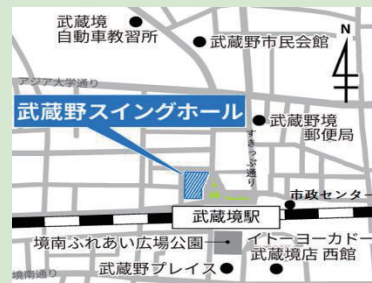 武蔵境
自動車教習所
武蔵野市民会館
N
アジア大学通り
武蔵野スイングホール
武蔵野境
郵便局
すきっぷ通り
市政センター
武蔵境駅
境南ふれあい広場公園
イトーヨーカドー
武蔵境店 西館
境南通り
武蔵野プレイス